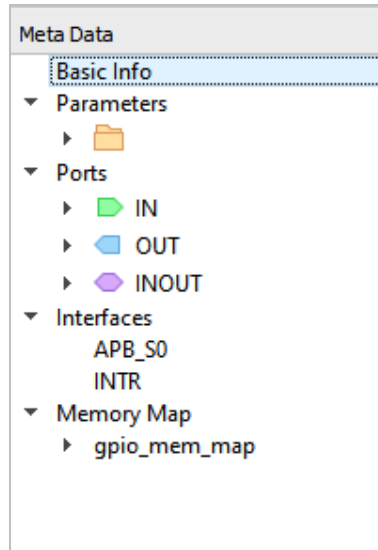 Meta Data
Basic Info
Parameters
Ports
IN
OUT
INOUT
Interfaces
APB_S0
INTR
Memory Map
gpio_mem_map